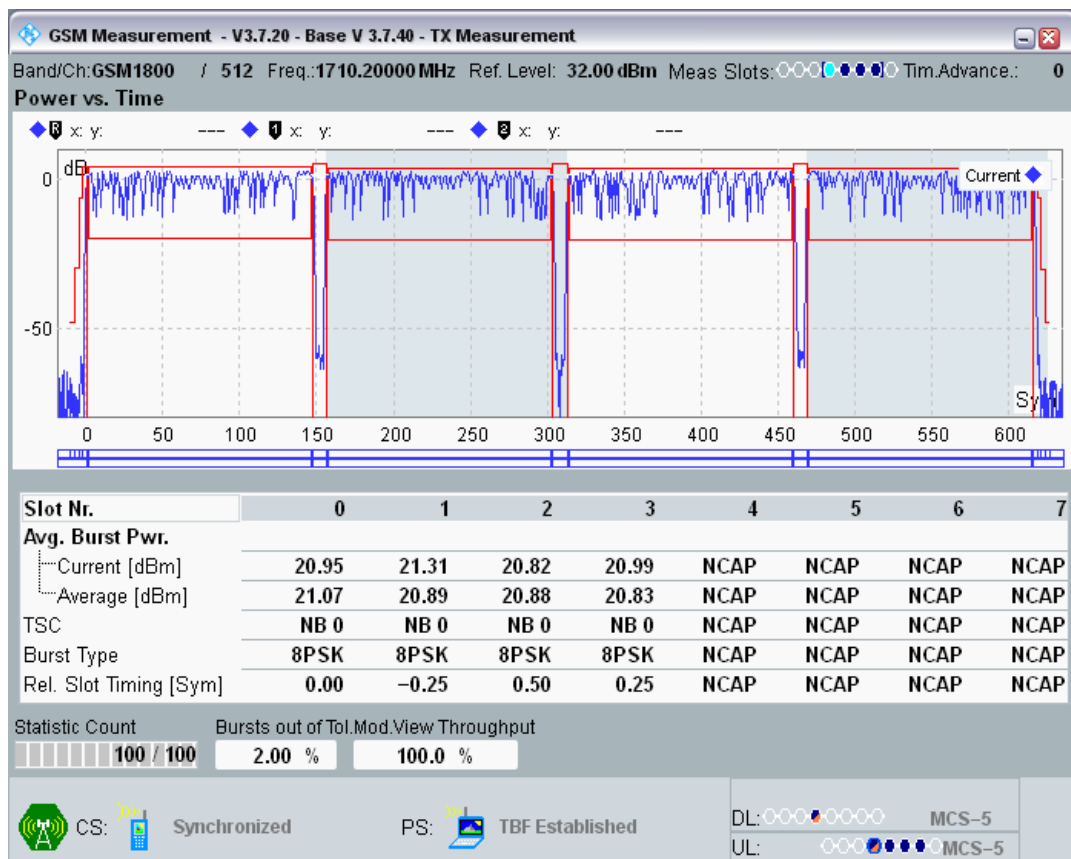 GSM Measurement - V3.7.20 - Base V 3.7.40 - TX Measurement
Band/Ch:GSM1800 / 512 Freq.:1710.20000 MHz Ref. Level: 32.00 dBm Meas Slots: Tim.Advance.: 0
Power vs. Time
R x: y: --- 1 x: y: --- 2 x: y: ---
dB
Current
0
-50
Sym
0 50 100 150 200 250 300 350 400 450 500 550 600
Slot Nr. 0 1 2 3 4 5 6 7
Avg. Burst Pwr.
Current [dBm] 20.95 21.31 20.82 20.99 NCAP NCAP NCAP NCAP
Average [dBm] 21.07 20.89 20.88 20.83 NCAP NCAP NCAP NCAP
TSC NB 0 NB 0 NB 0 NB 0 NCAP NCAP NCAP NCAP
Burst Type 8PSK 8PSK 8PSK 8PSK NCAP NCAP NCAP NCAP
Rel. Slot Timing [Sym] 0.00 −0.25 0.50 0.25 NCAP NCAP NCAP NCAP
Statistic Count Bursts out of Tol.Mod.View Throughput
100 / 100 2.00 % 100.0 %
CS: Synchronized PS: TBF Established
DL: MCS−5
UL: MCS−5